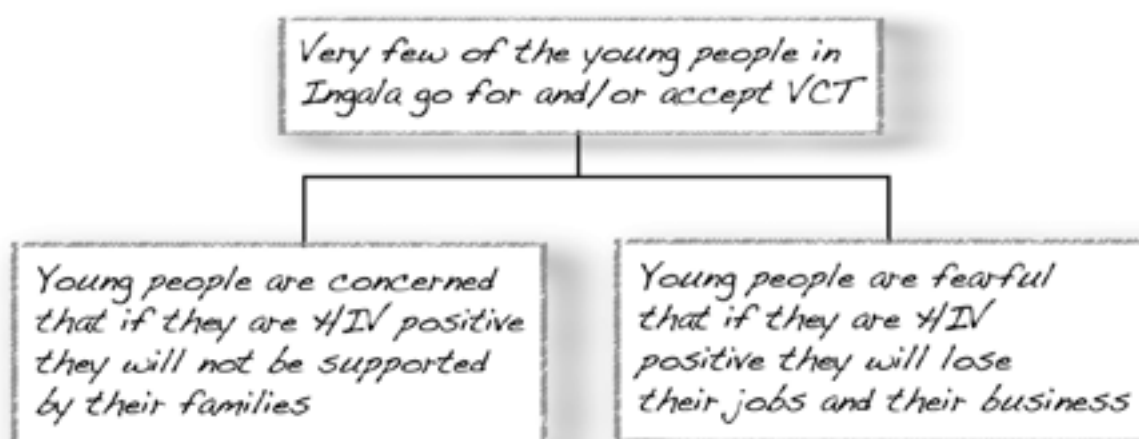 Very few of the young people in
Ingala go for and/or accept VCT
Young people are concerned
that if they are HIV positive
they will not be supported
by their families
Young people are fearful
that if they are HIV
positive they will lose
their jobs and their business